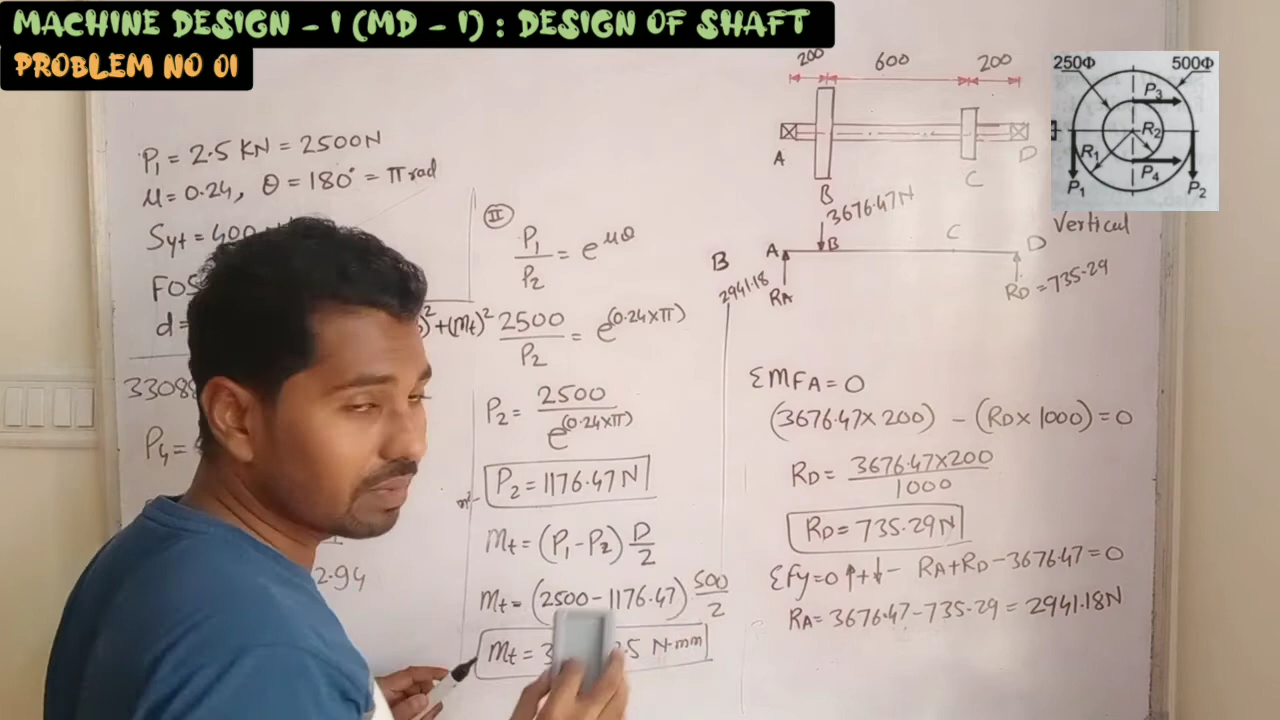 MACHINE DESIGN - I (MD - I) : DESIGN OF SHAFT
PROBLEM NO 01
P₁ = 2.5 KN = 2500N
μ = 0.24, θ = 180° = π rad
Syt = 400
FOS
d =
)² + (Mt)²
33088
P₄ =
2.94
II
P₁/P₂ = e^μθ
2500/P₂ = e^(0.24×π)
P₂ = 2500/e^(0.24×π)
P₂ = 1176.47 N
Mt = (P₁ - P₂) D/2
Mt = (2500 - 1176.47) 500/2
Mt = 3 .5 N·mm
200 600 200
A B C D
3676.47N
A B C D
B
2941.18
RA
RD = 735.29
Vertical
250Φ 500Φ
P₃
R₂
R₁
P₄
P₁ P₂
ΣMFA = 0
(3676.47 × 200) - (RD × 1000) = 0
RD = 3676.47×200/1000
RD = 735.29N
ΣFy = 0 ↑+↓- RA + RD - 3676.47 = 0
RA = 3676.47 - 735.29 = 2941.18N